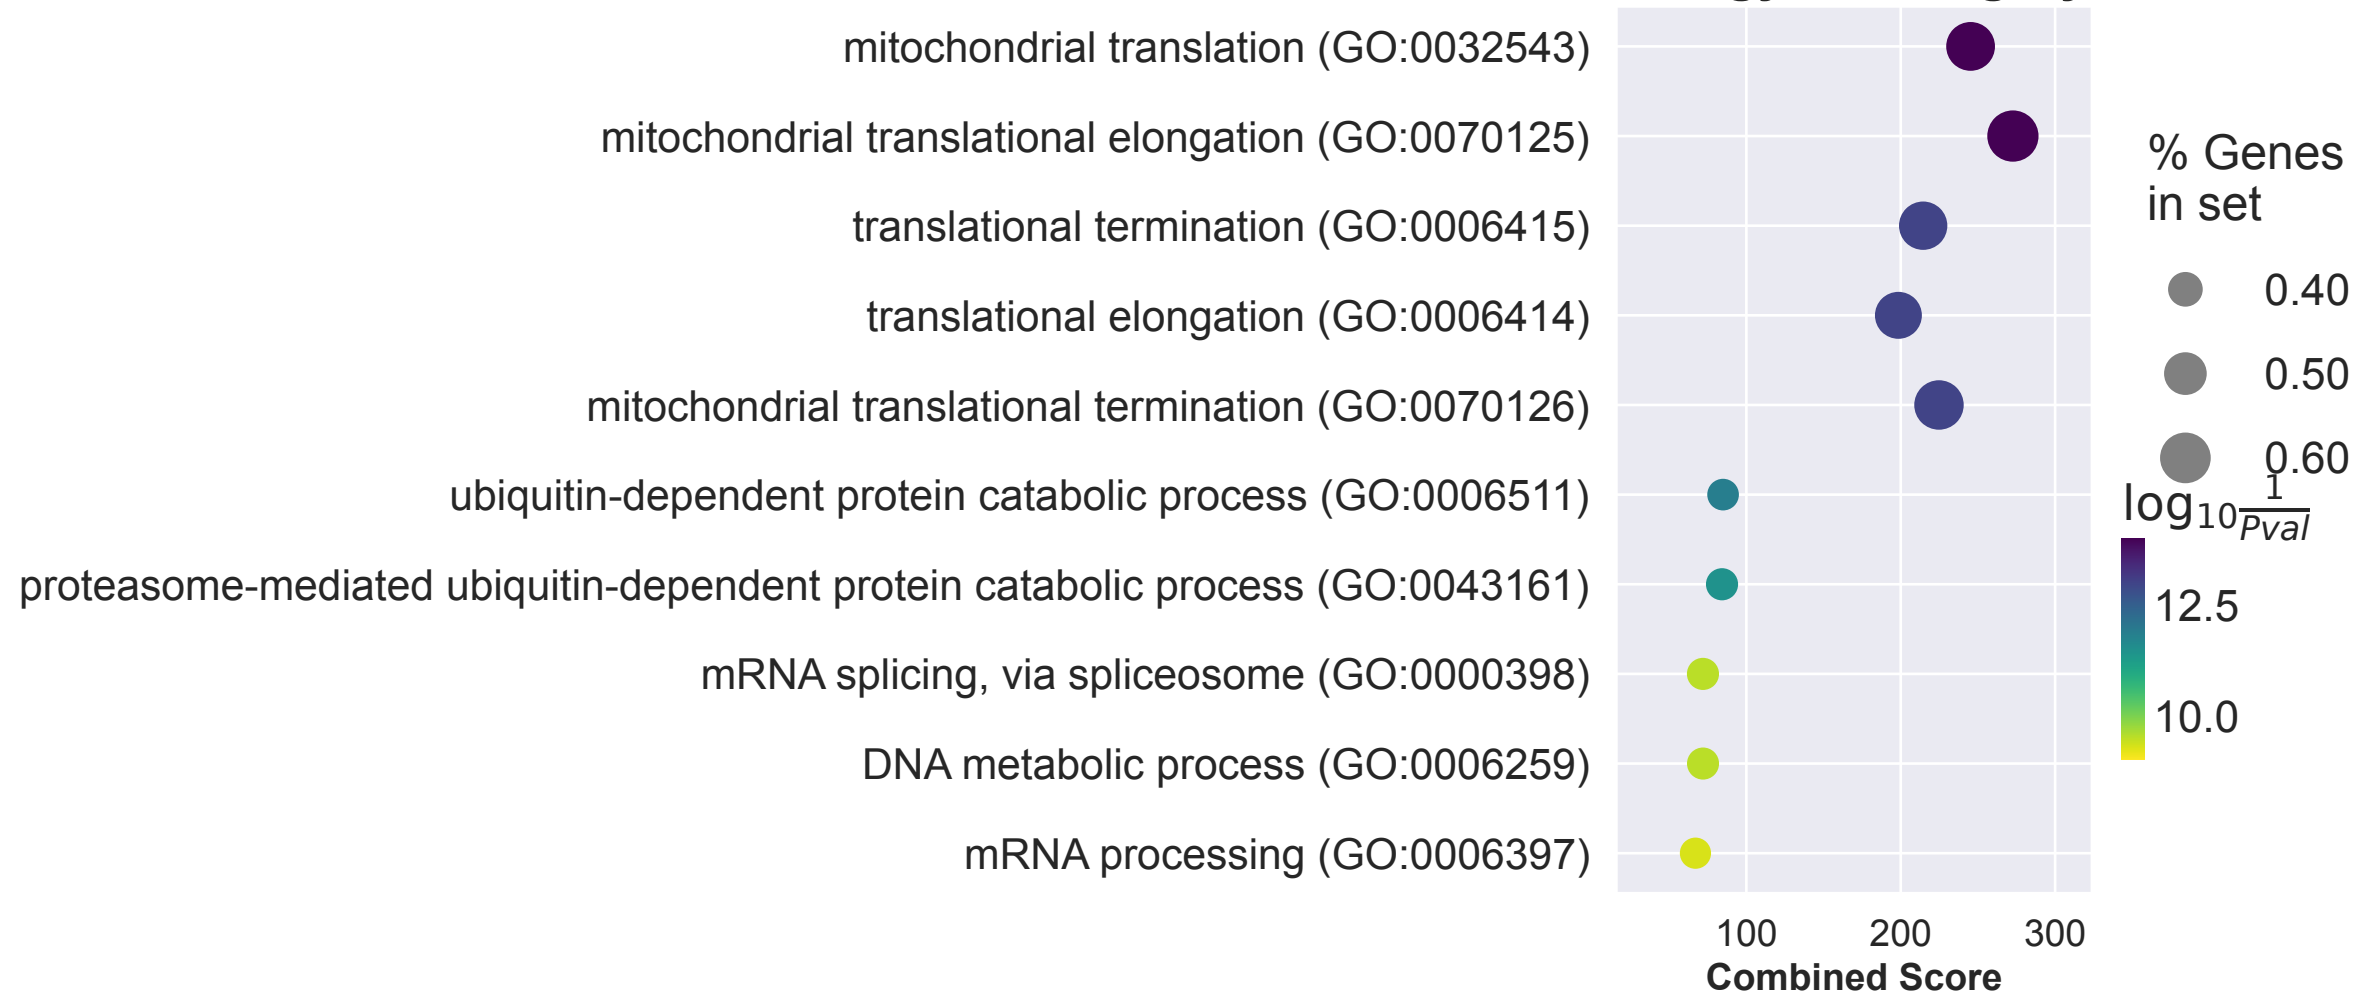 mitochondrial translation (GO:0032543)
mitochondrial translational elongation (GO:0070125)
translational termination (GO:0006415)
translational elongation (GO:0006414)
mitochondrial translational termination (GO:0070126)
ubiquitin-dependent protein catabolic process (GO:0006511)
proteasome-mediated ubiquitin-dependent protein catabolic process (GO:0043161)
mRNA splicing, via spliceosome (GO:0000398)
DNA metabolic process (GO:0006259)
mRNA processing (GO:0006397)
100 200 300
Combined Score
% Genes
in set
0.40
0.50
0.60
log10 1/Pval
12.5
10.0